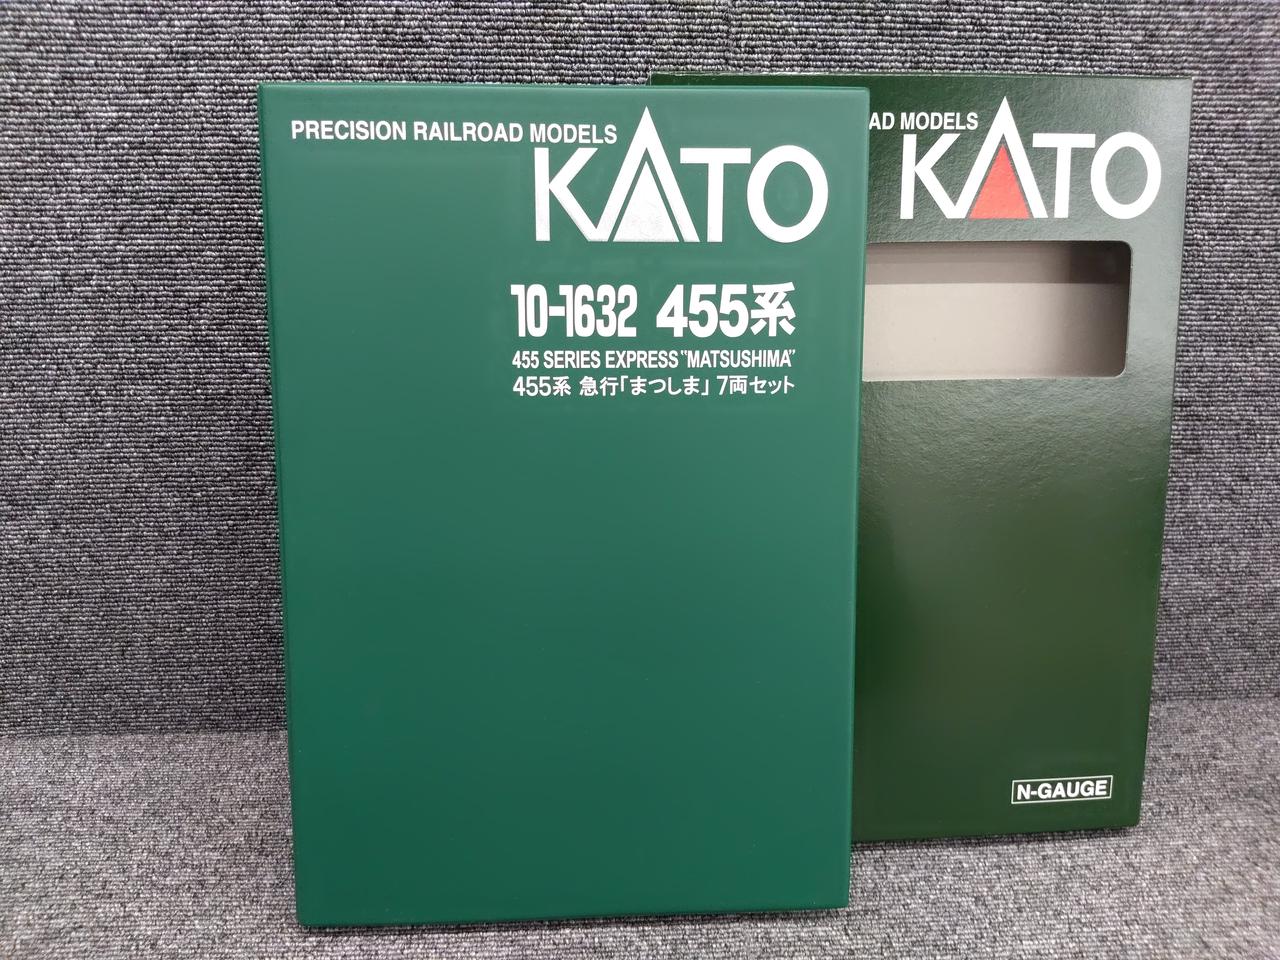 PRECISION RAILROAD MODELS
KATO
10-1632 455系
455 SERIES EXPRESS "MATSUSHIMA"
455系 急行「まつしま」 7両セット
AD MODELS
KATO
N-GAUGE